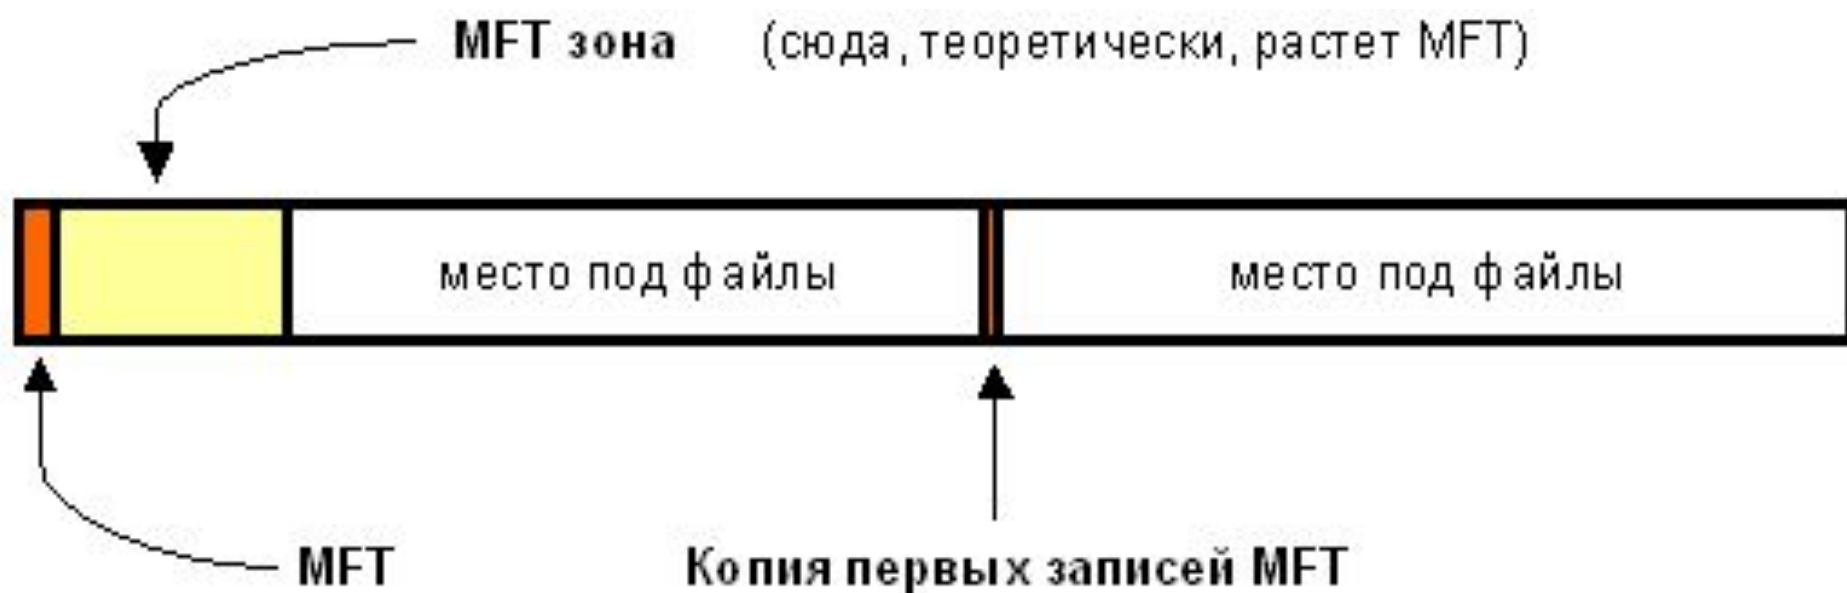 MFT зона (сюда, теоретически, растет MFT)
место под файлы место под файлы
MFT Копия первых записей MFT